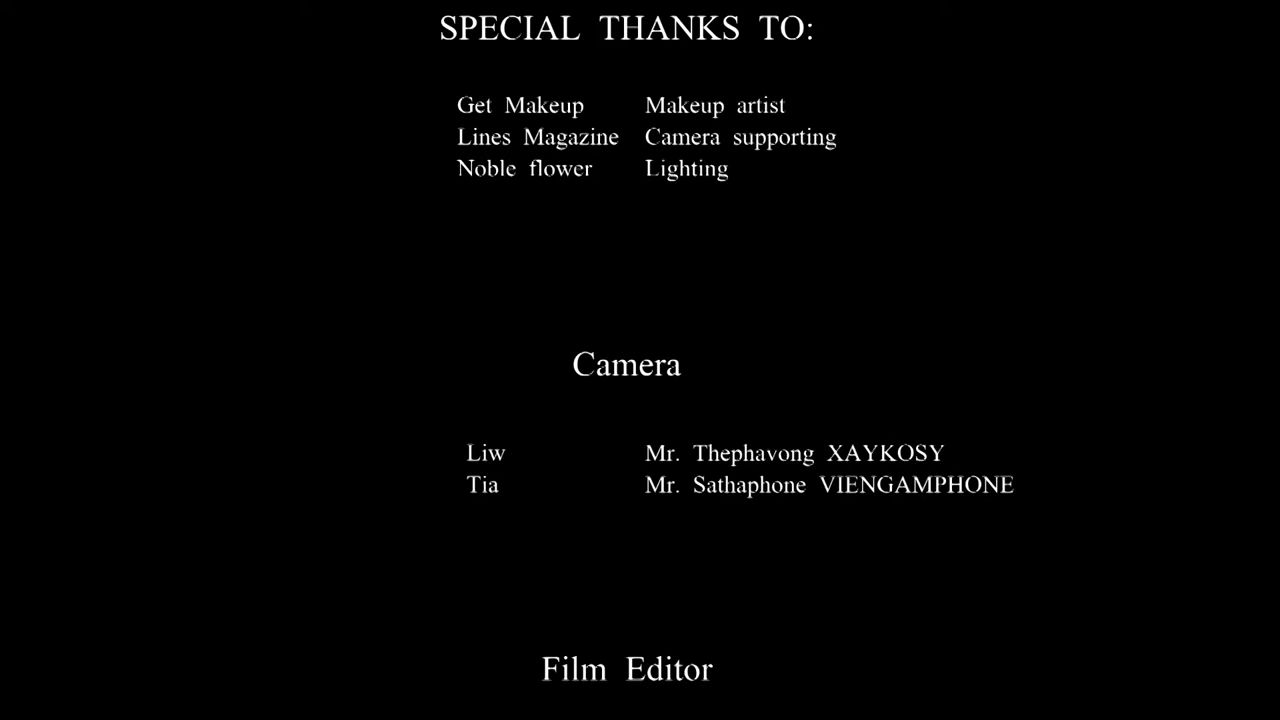 SPECIAL THANKS TO:
Get Makeup Makeup artist
Lines Magazine Camera supporting
Noble flower Lighting
Camera
Liw Mr. Thephavong XAYKOSY
Tia Mr. Sathaphone VIENGAMPHONE
Film Editor